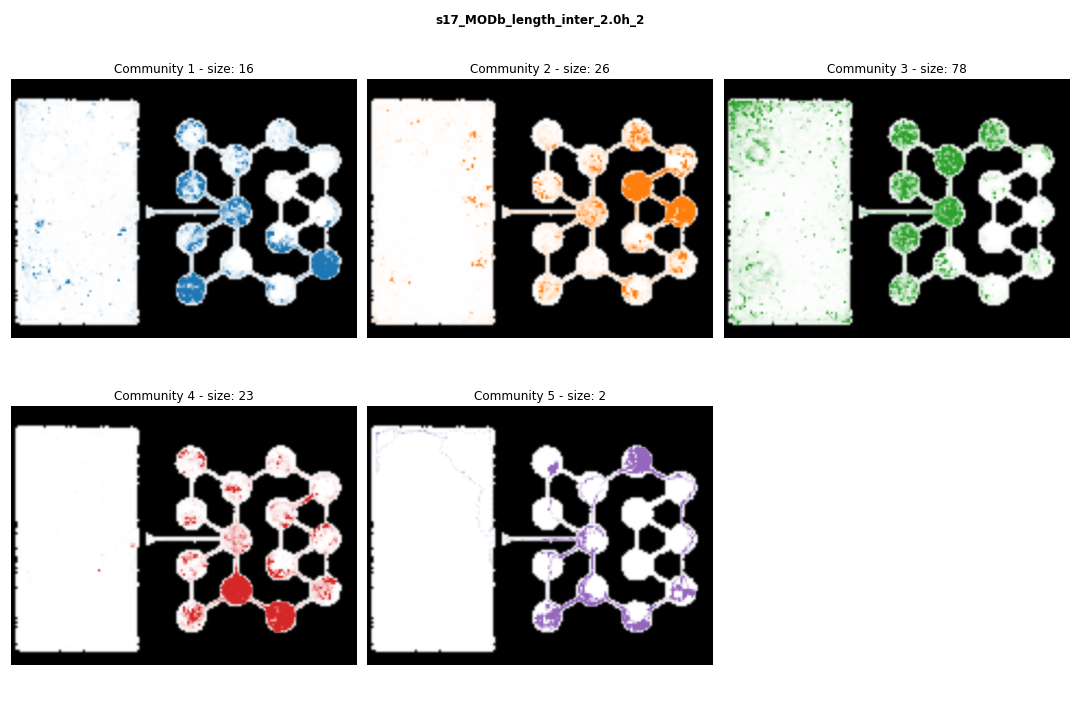 s17_MODb_length_inter_2.0h_2
Community 1 - size: 16
Community 2 - size: 26
Community 3 - size: 78
Community 4 - size: 23
Community 5 - size: 2